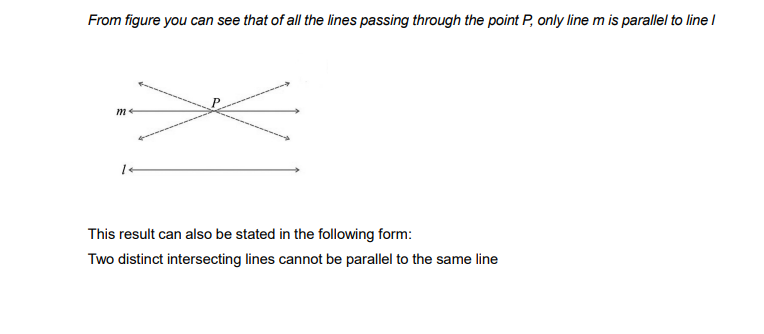 From figure you can see that of all the lines passing through the point P, only line m is parallel to line l
P
m
l
This result can also be stated in the following form:
Two distinct intersecting lines cannot be parallel to the same line